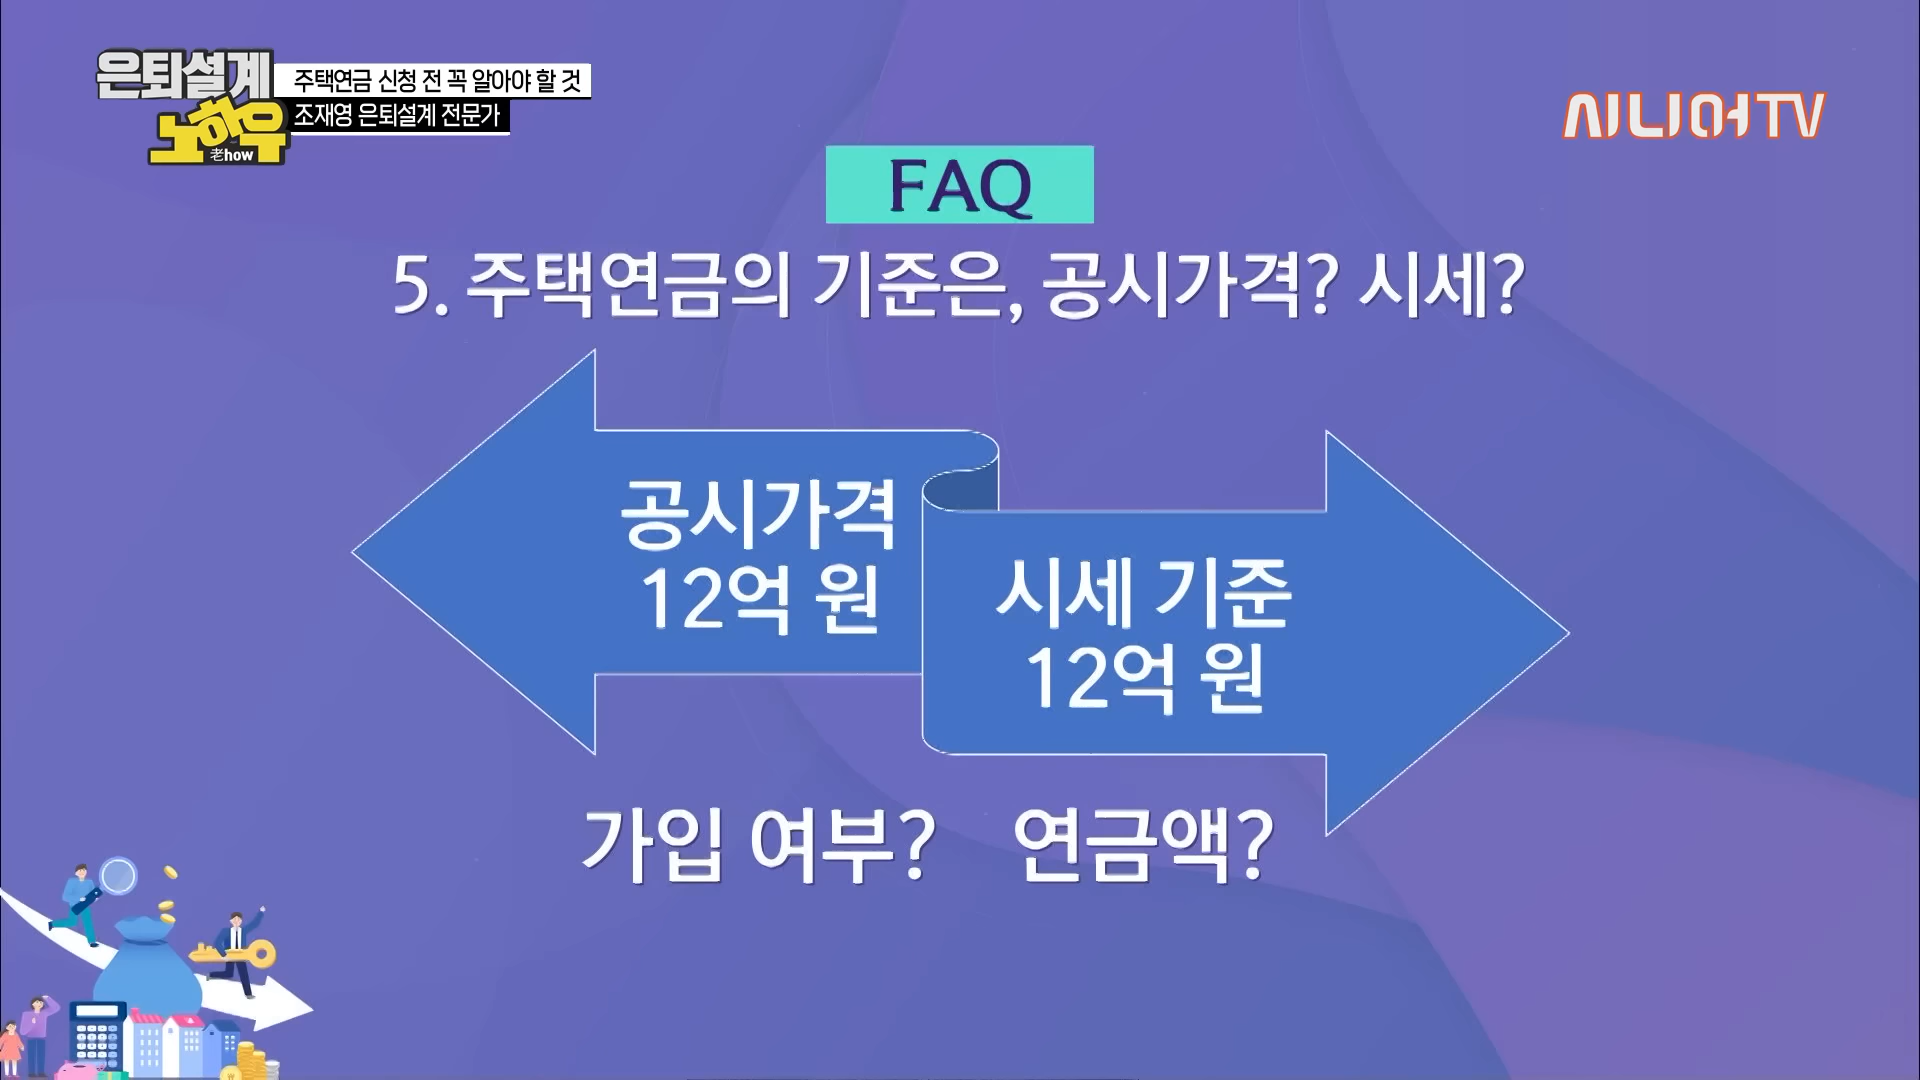 은퇴설계
노하우
老how
주택연금 신청 전 꼭 알아야 할 것
조재영 은퇴설계 전문가
시니어TV
FAQ
5. 주택연금의 기준은, 공시가격? 시세?
공시가격
12억 원
시세 기준
12억 원
가입 여부? 연금액?